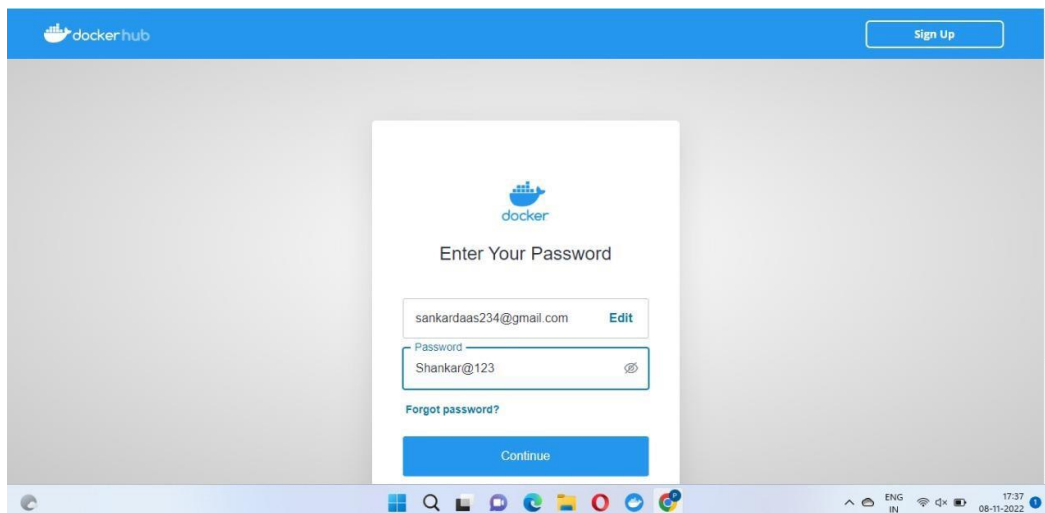 dockerhub
Sign Up
docker
Enter Your Password
sankardaas234@gmail.com Edit
Password
Shankar@123
Forgot password?
Continue
ENG
IN
17:37
08-11-2022
1